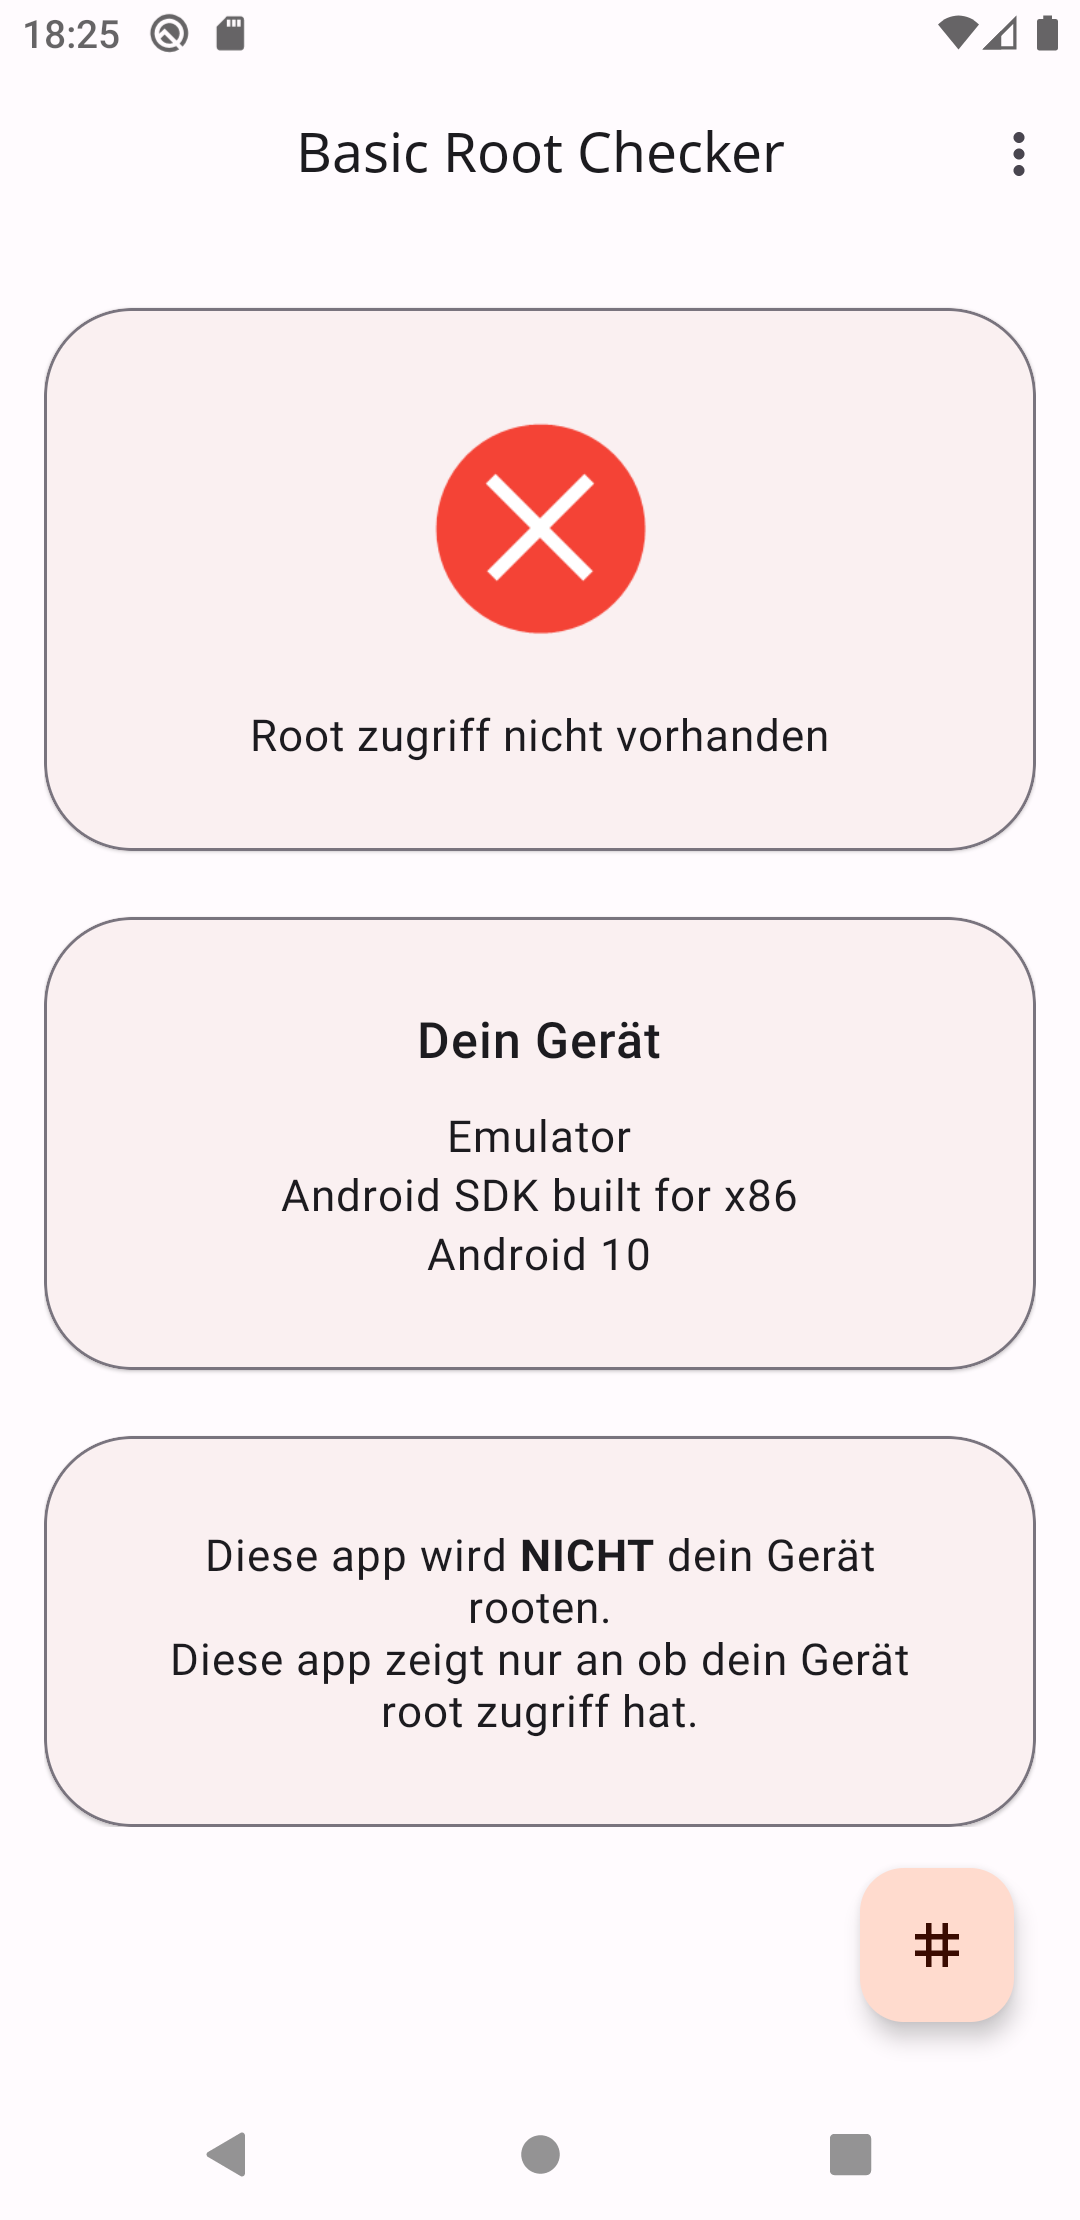 18:25
Basic Root Checker
Root zugriff nicht vorhanden
Dein Gerät
Emulator
Android SDK built for x86
Android 10
Diese app wird NICHT dein Gerät
rooten.
Diese app zeigt nur an ob dein Gerät
root zugriff hat.
#